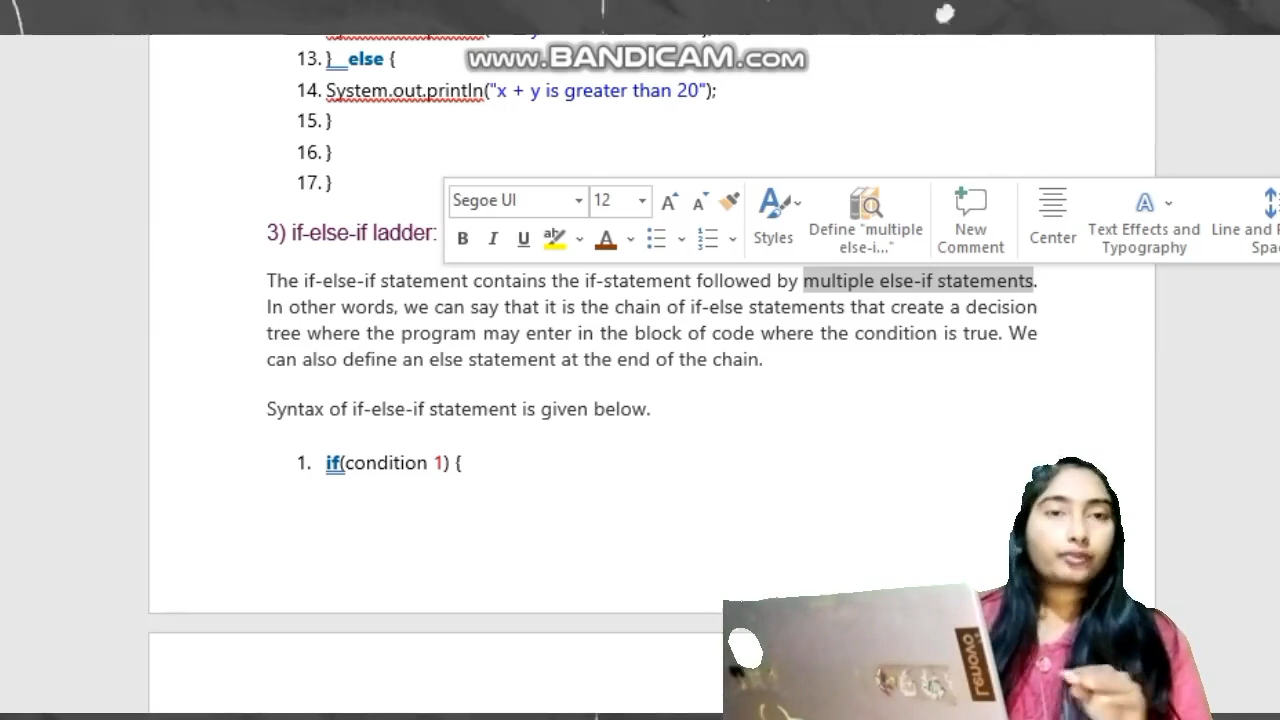 13. } else {
www.BANDICAM.com
14. System.out.println("x + y is greater than 20");
15. }
16. }
17. }
3) if-else-if ladder:
Segoe UI 12
Styles
Define "multiple else-i..."
New Comment
Center
Text Effects and Typography
Line and P
Spac
B I U
The if-else-if statement contains the if-statement followed by multiple else-if statements.
In other words, we can say that it is the chain of if-else statements that create a decision
tree where the program may enter in the block of code where the condition is true. We
can also define an else statement at the end of the chain.
Syntax of if-else-if statement is given below.
1. if(condition 1) {
lenovo